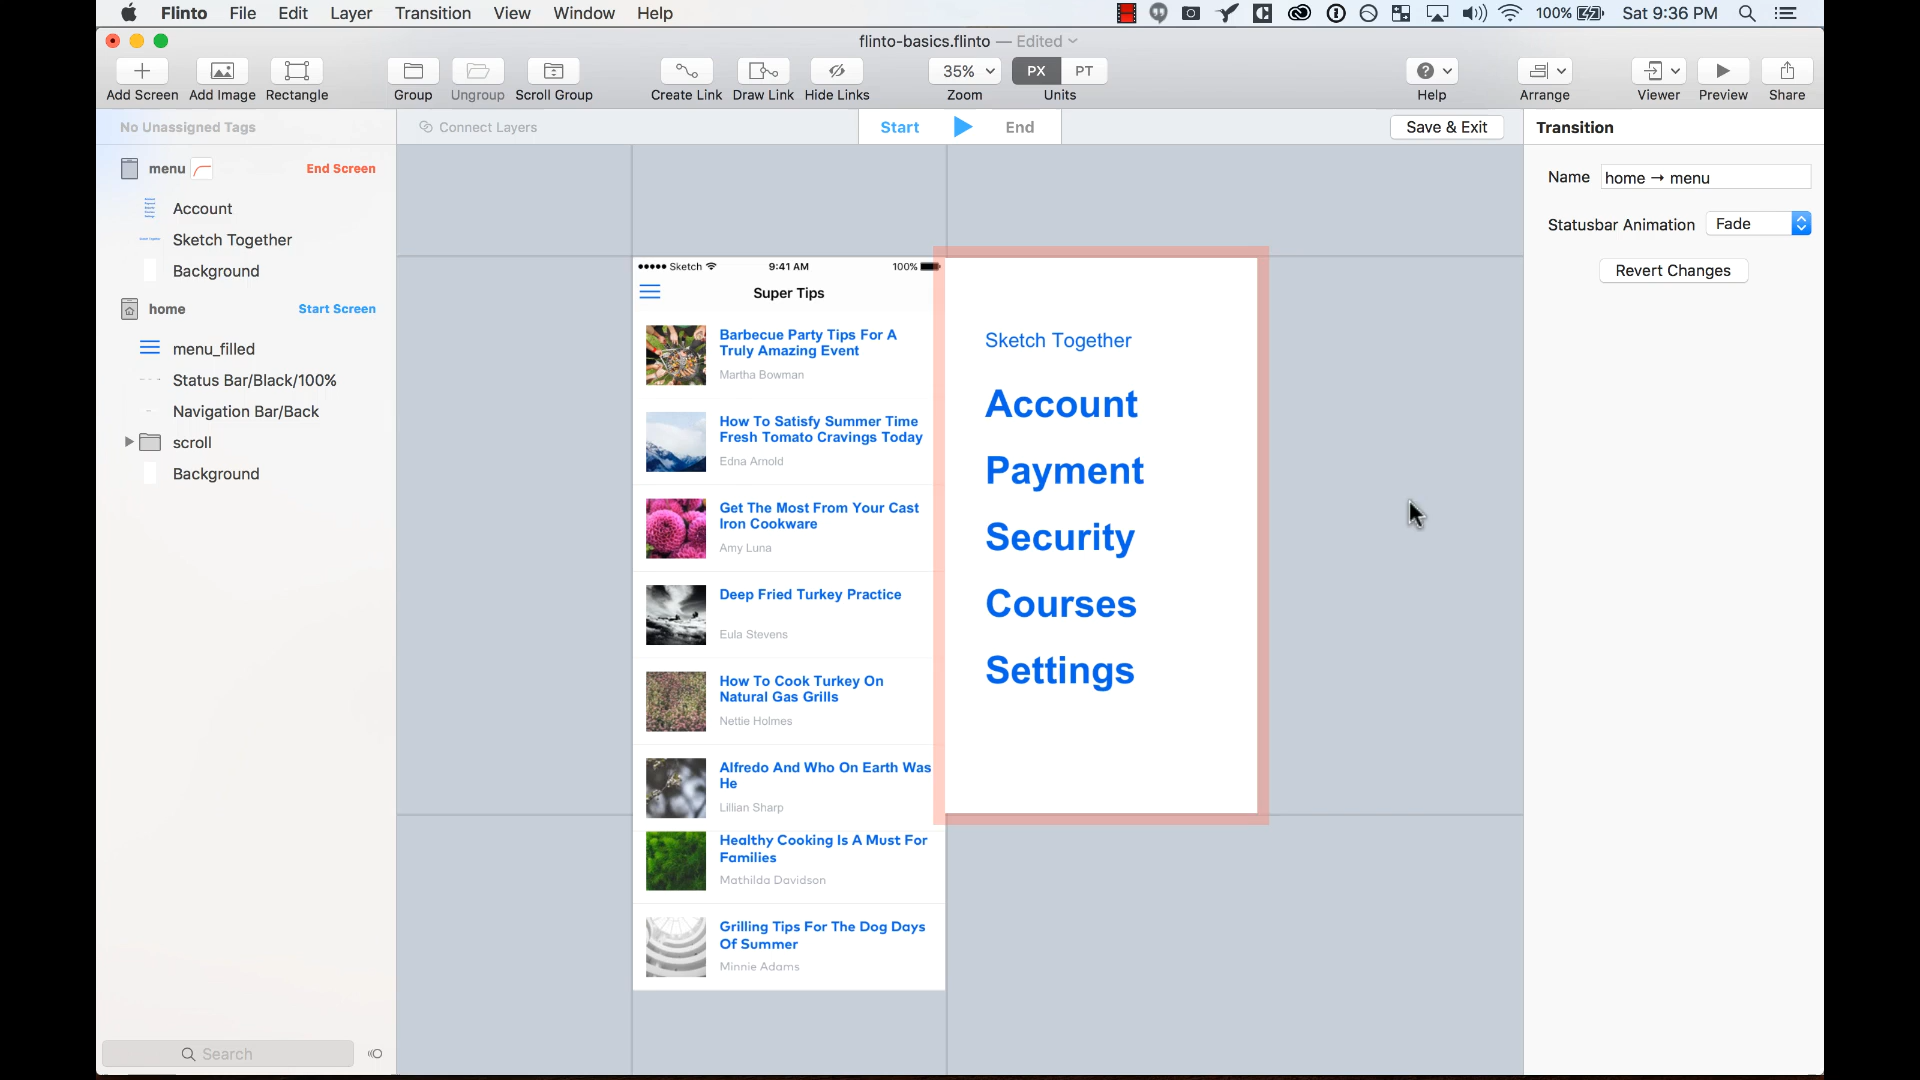 Flinto File Edit Layer Transition View Window Help 100% Sat 9:36 PM
flinto-basics.flinto — Edited
35% PX PT
Add Screen Add Image Rectangle Group Ungroup Scroll Group Create Link Draw Link Hide Links Zoom Units Help Arrange Viewer Preview Share
No Unassigned Tags
Connect Layers
Start End
Save & Exit
Transition
menu End Screen
Account
Sketch Together
Background
home Start Screen
menu_filled
Status Bar/Black/100%
Navigation Bar/Back
scroll
Background
Search
Sketch 9:41 AM 100%
Super Tips
Barbecue Party Tips For A
Truly Amazing Event
Martha Bowman
How To Satisfy Summer Time
Fresh Tomato Cravings Today
Edna Arnold
Get The Most From Your Cast
Iron Cookware
Amy Luna
Deep Fried Turkey Practice
Eula Stevens
How To Cook Turkey On
Natural Gas Grills
Nettie Holmes
Alfredo And Who On Earth Was
He
Lillian Sharp
Healthy Cooking Is A Must For
Families
Mathilda Davidson
Grilling Tips For The Dog Days
Of Summer
Minnie Adams
Sketch Together
Account
Payment
Security
Courses
Settings
Name home → menu
Statusbar Animation Fade
Revert Changes